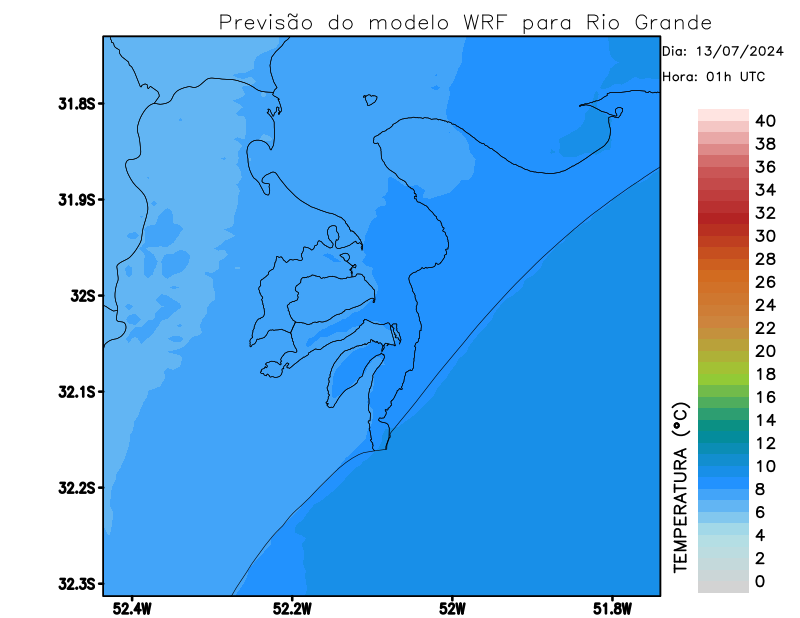 Previsão do modelo WRF para Rio Grande
Dia: 13/07/2024
Hora: 01h UTC
31.8S
31.9S
32S
32.1S
32.2S
32.3S
52.4W
52.2W
52W
51.8W
TEMPERATURA (°C)
40
38
36
34
32
30
28
26
24
22
20
18
16
14
12
10
8
6
4
2
0